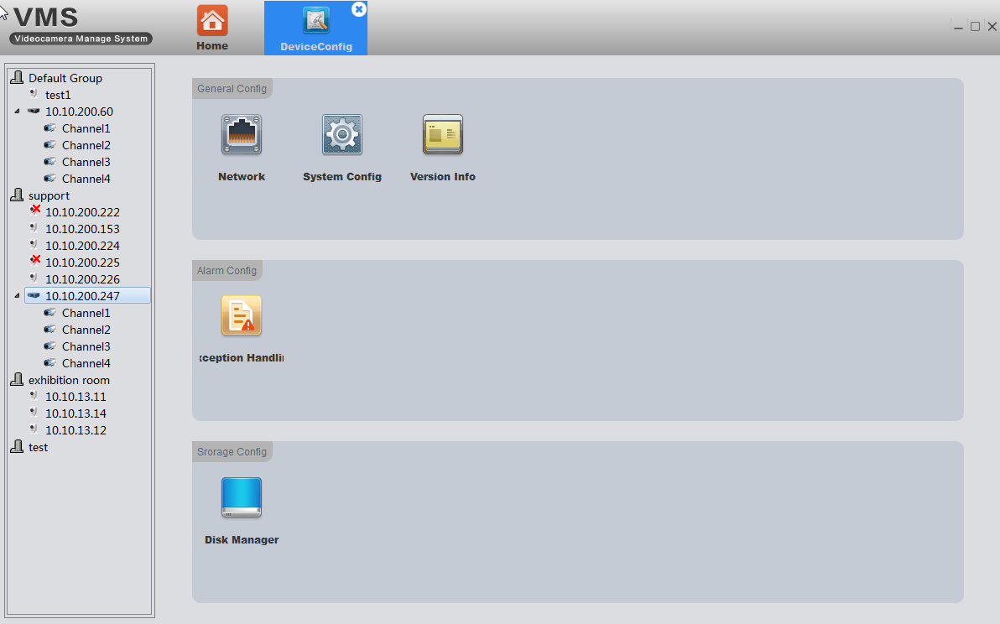 VMS
Videocamera Manage System
Home
DeviceConfig
Default Group
test1
10.10.200.60
Channel1
Channel2
Channel3
Channel4
support
10.10.200.222
10.10.200.153
10.10.200.224
10.10.200.225
10.10.200.226
10.10.200.247
Channel1
Channel2
Channel3
Channel4
exhibition room
10.10.13.11
10.10.13.14
10.10.13.12
test
General Config
Network
System Config
Version Info
Alarm Config
xception Handlin
Srorage Config
Disk Manager